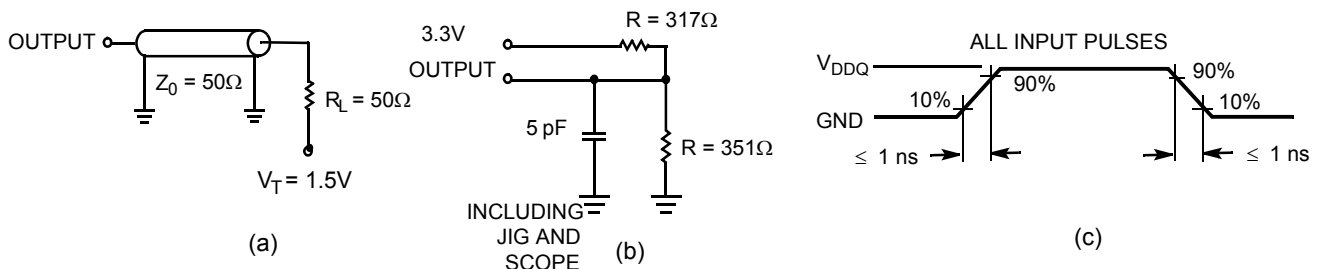 OUTPUT
Z0 = 50Ω
RL = 50Ω
VT = 1.5V
(a)
R = 317Ω
3.3V
OUTPUT
5 pF
R = 351Ω
INCLUDING
JIG AND
SCOPE
(b)
ALL INPUT PULSES
VDDQ
GND
10%
90%
90%
10%
≤ 1 ns
≤ 1 ns
(c)